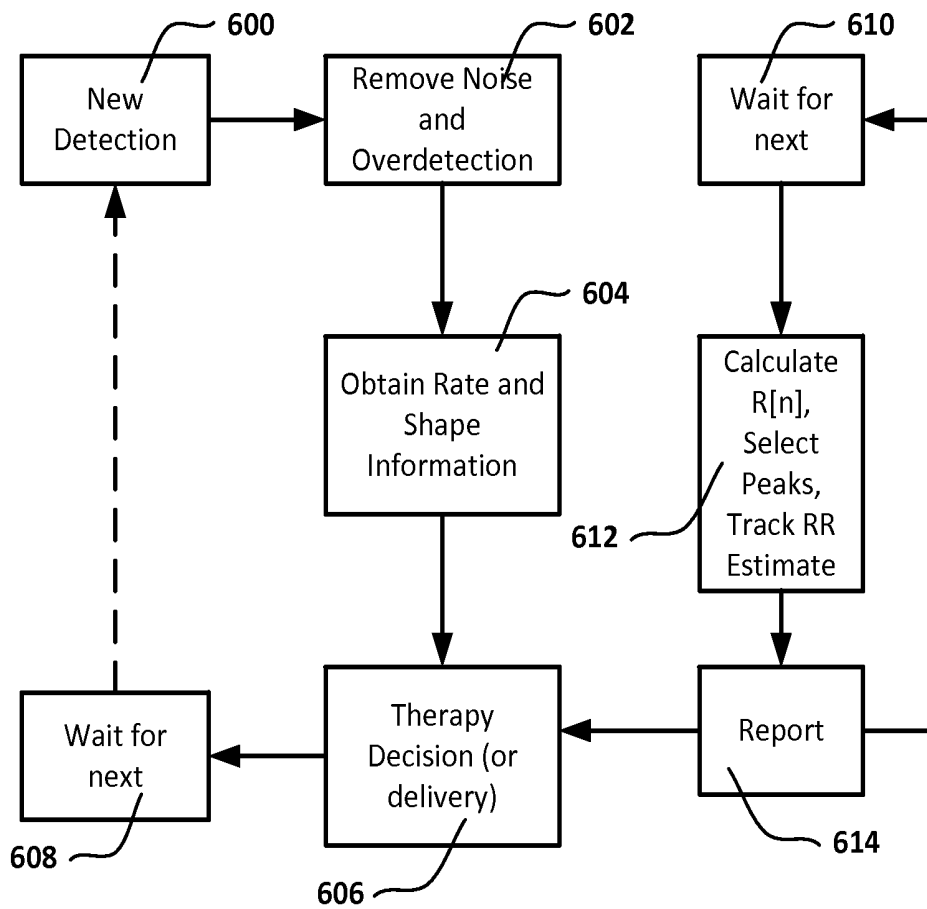 600
New
Detection
602
Remove Noise
and
Overdetection
610
Wait for
next
604
Obtain Rate and
Shape
Information
Calculate
R[n],
Select
Peaks,
Track RR
Estimate
612
Wait for
next
608
Therapy
Decision (or
delivery)
606
Report
614